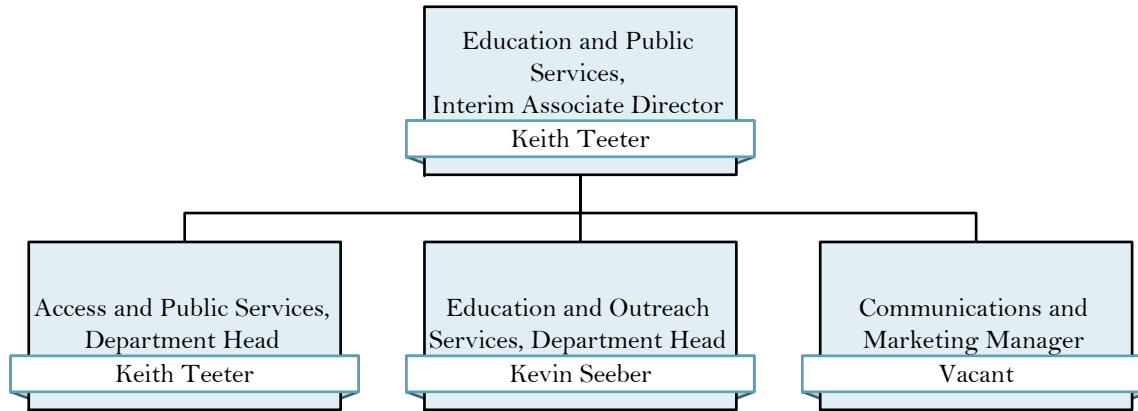 Education and Public
Services,
Interim Associate Director
Keith Teeter
Access and Public Services,
Department Head
Keith Teeter
Education and Outreach
Services, Department Head
Kevin Seeber
Communications and
Marketing Manager
Vacant